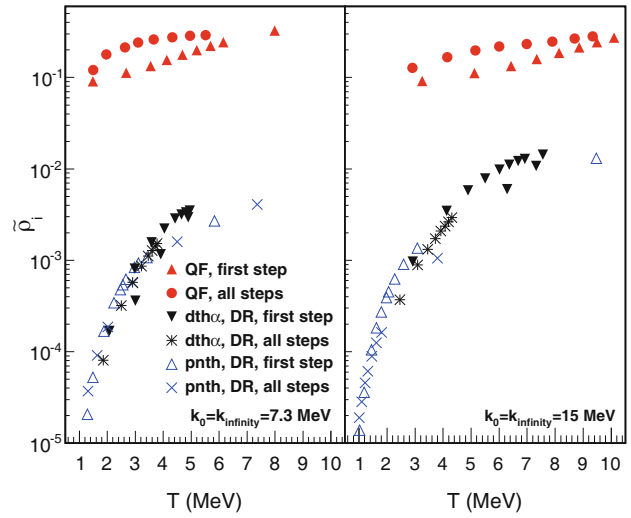 10^-1
10^-2
10^-3
10^-4
10^-5
ρ̃_i
QF, first step
QF, all steps
dthα, DR, first step
dthα, DR, all steps
pnth, DR, first step
pnth, DR, all steps
k_0=k_infinity=7.3 MeV
k_0=k_infinity=15 MeV
1 2 3 4 5 6 7 8 9 10
1 2 3 4 5 6 7 8 9 10
T (MeV)
T (MeV)